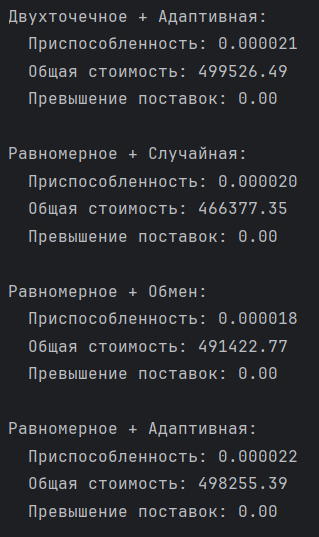 Двухточечное + Адаптивная:
Приспособленность: 0.000021
Общая стоимость: 499526.49
Превышение поставок: 0.00
Равномерное + Случайная:
Приспособленность: 0.000020
Общая стоимость: 466377.35
Превышение поставок: 0.00
Равномерное + Обмен:
Приспособленность: 0.000018
Общая стоимость: 491422.77
Превышение поставок: 0.00
Равномерное + Адаптивная:
Приспособленность: 0.000022
Общая стоимость: 498255.39
Превышение поставок: 0.00